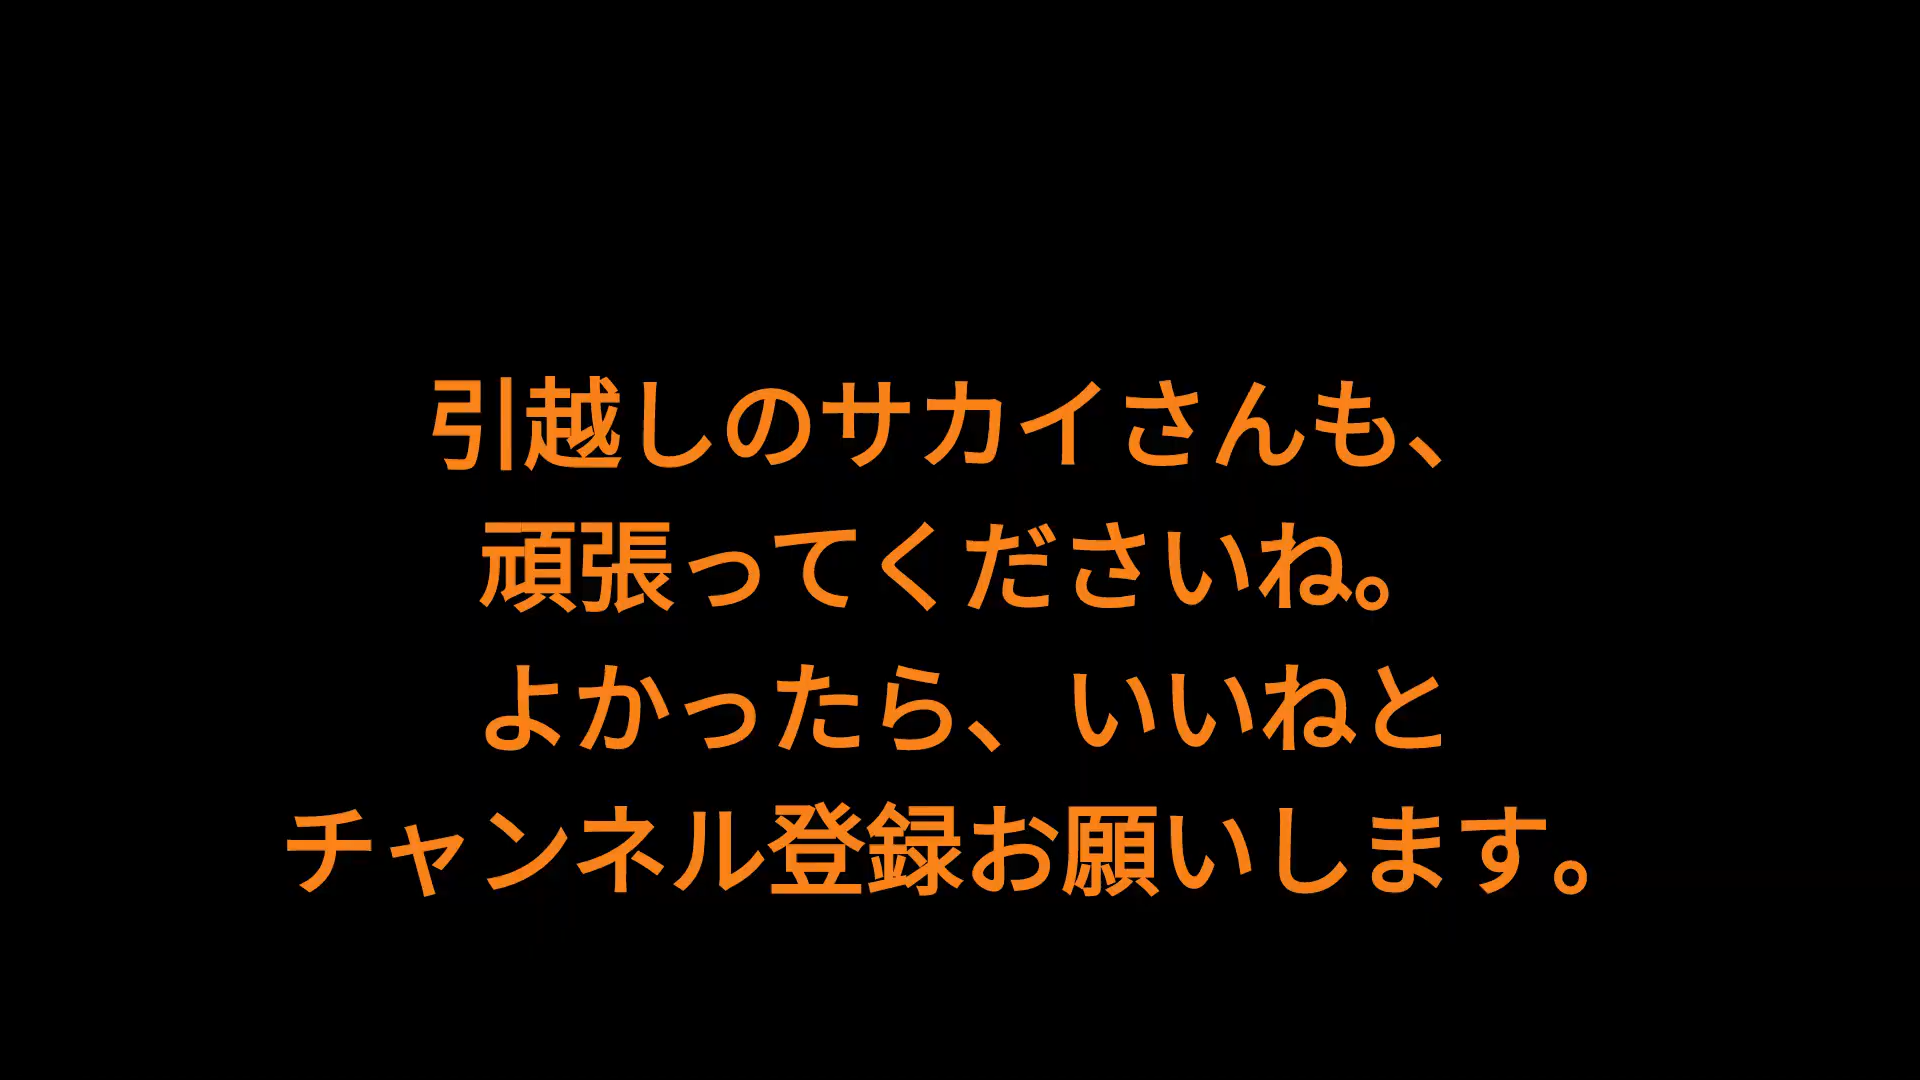 引越しのサカイさんも、
頑張ってくださいね。
よかったら、いいねと
チャンネル登録お願いします。